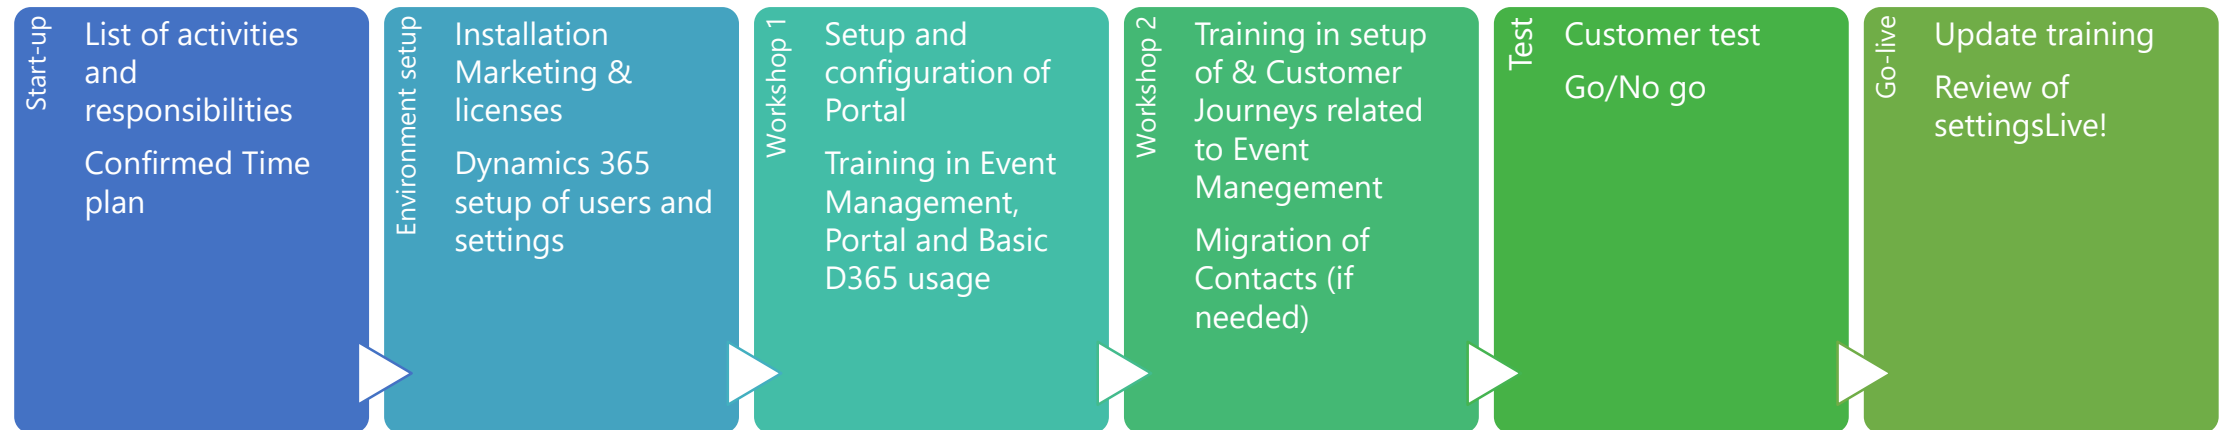 Start-up
List of activities
and
responsibilities
Confirmed Time
plan
Environment setup
Installation
Marketing &
licenses
Dynamics 365
setup of users and
settings
Workshop 1
Setup and
configuration of
Portal
Training in Event
Management,
Portal and Basic
D365 usage
Workshop 2
Training in setup
of & Customer
Journeys related
to Event
Manegement
Migration of
Contacts (if
needed)
Test
Customer test
Go/No go
Go-live
Update training
Review of
settingsLive!